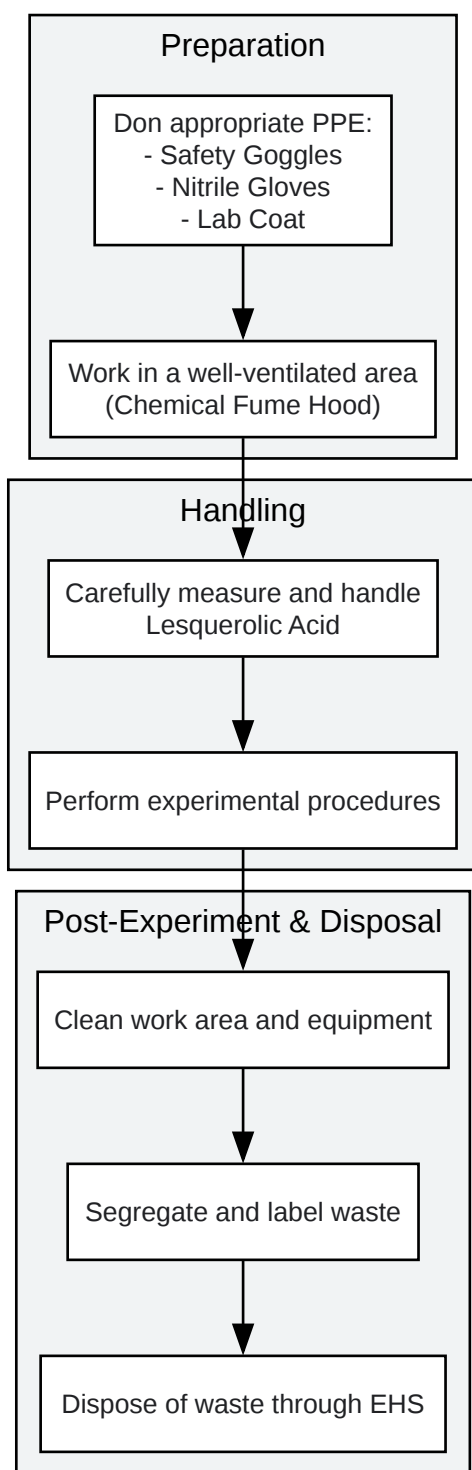 Preparation
Don appropriate PPE:
- Safety Goggles
- Nitrile Gloves
- Lab Coat
Work in a well-ventilated area
(Chemical Fume Hood)
Handling
Carefully measure and handle
Lesquerolic Acid
Perform experimental procedures
Post-Experiment & Disposal
Clean work area and equipment
Segregate and label waste
Dispose of waste through EHS